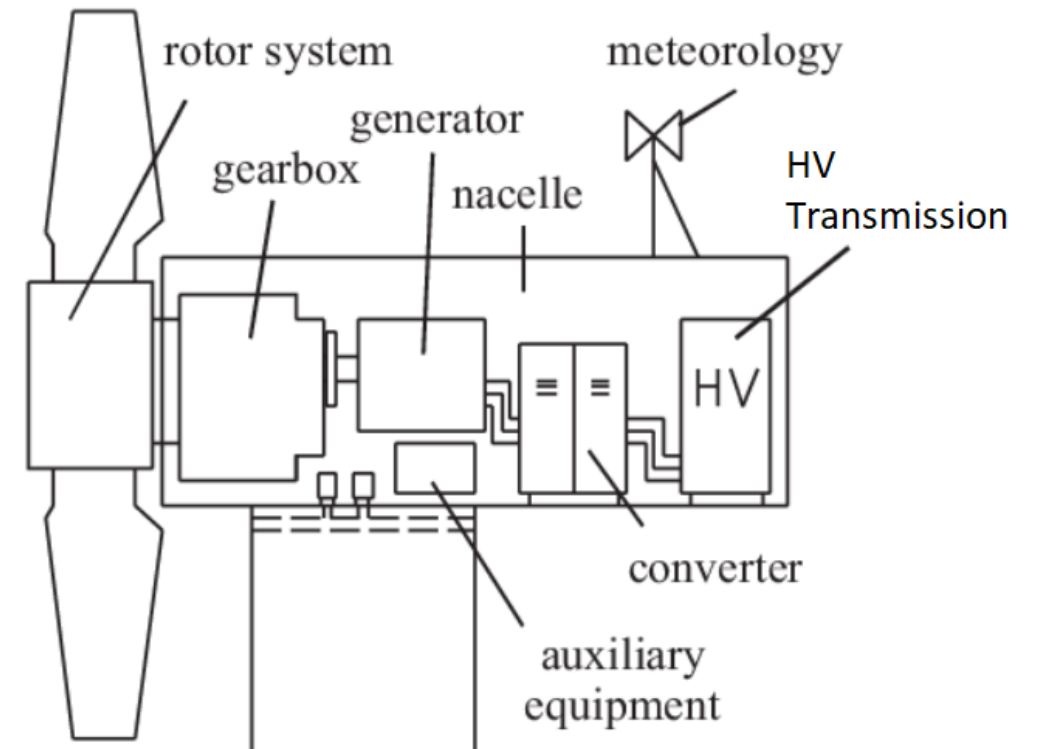 rotor system
meteorology
generator
HV
Transmission
gearbox
nacelle
HV
converter
auxiliary
equipment